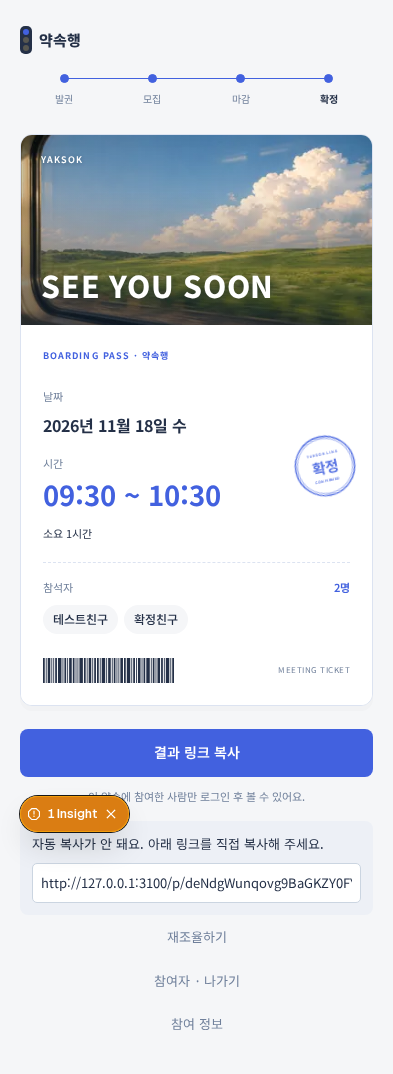 약속행
발권
모집
마감
확정
YAKSOK
SEE YOU SOON
BOARDING PASS · 약속행
날짜
2026년 11월 18일 수
시간
09:30 ~ 10:30
확정
소요 1시간
참석자
2명
테스트친구
확정친구
MEETING TICKET
결과 링크 복사
약속에 참여한 사람만 로그인 후 볼 수 있어요.
1 Insight
자동 복사가 안 돼요. 아래 링크를 직접 복사해 주세요.
http://127.0.0.1:3100/p/deNdgWunqovg9BaGKZY0F
재조율하기
참여자 · 나가기
참여 정보